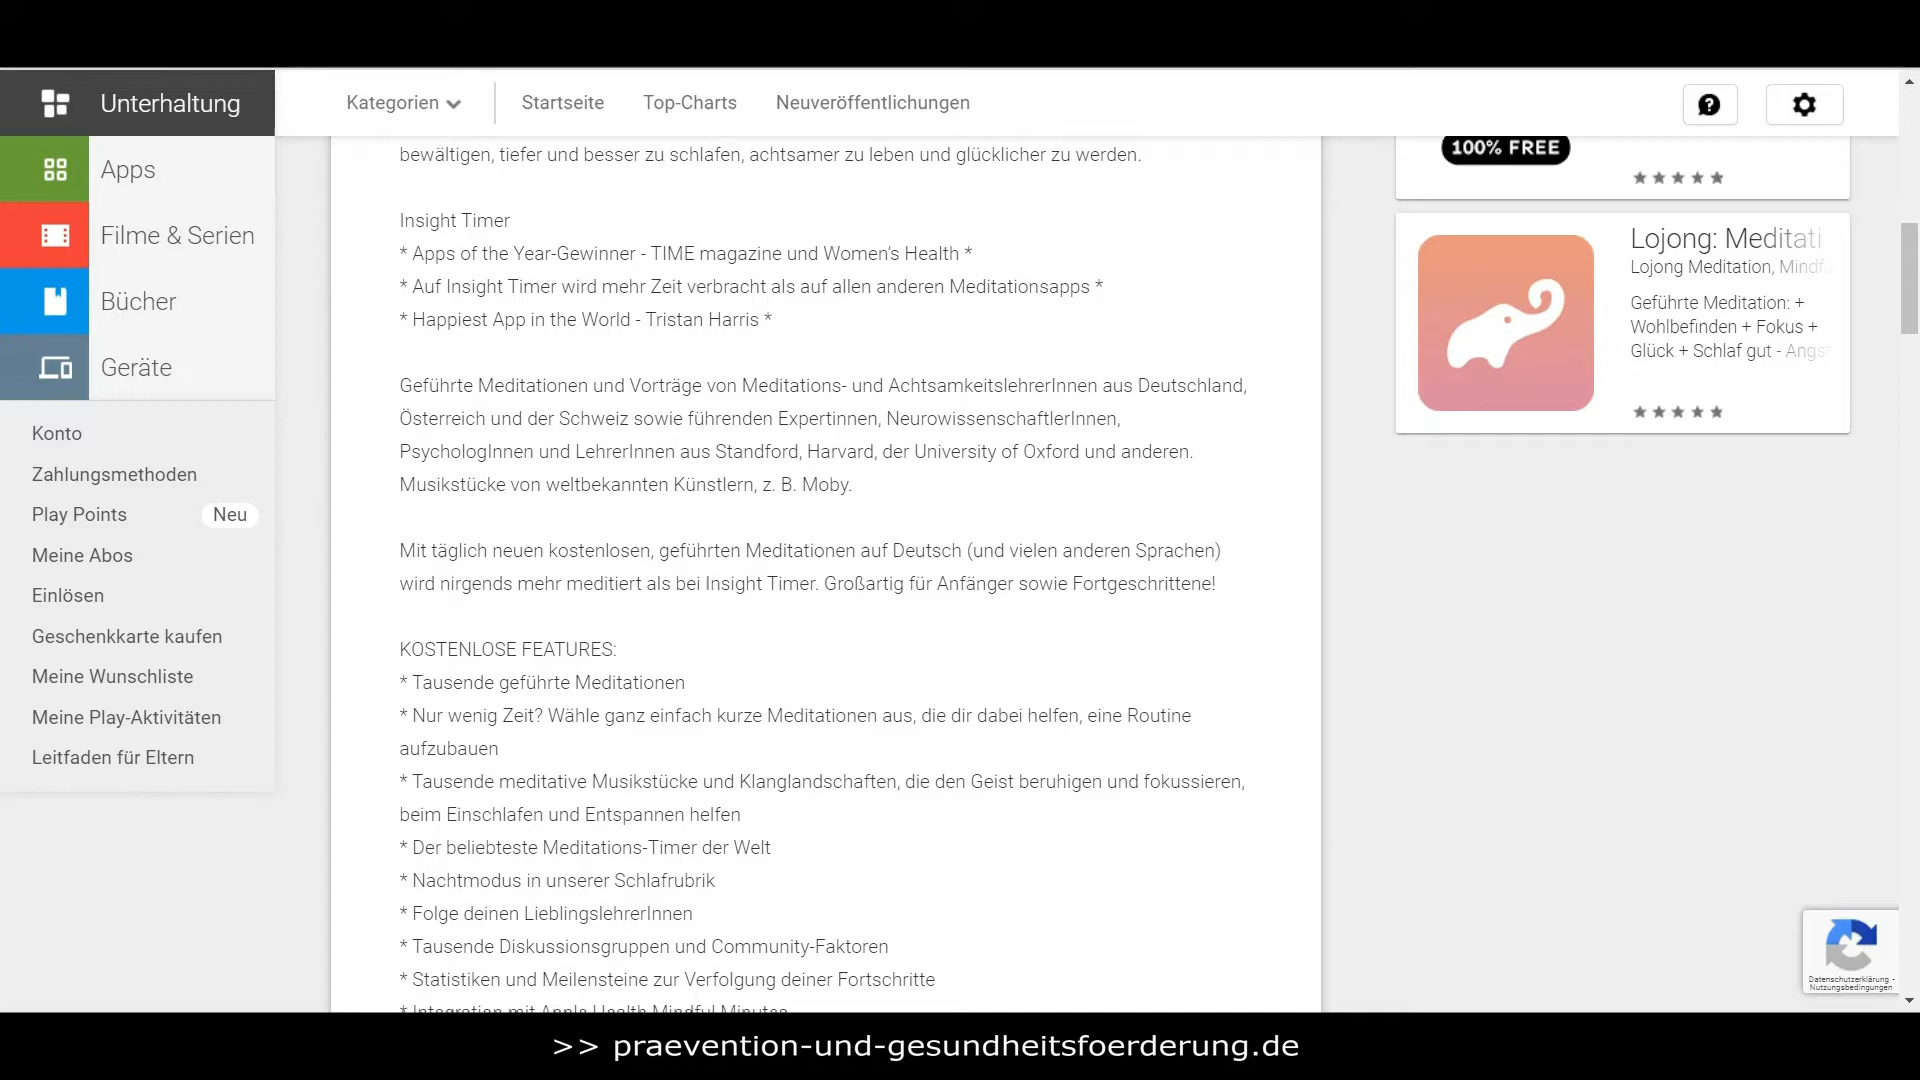 Unterhaltung
Kategorien
Startseite
Top-Charts
Neuveröffentlichungen
Apps
Filme & Serien
Bücher
Geräte
Konto
Zahlungsmethoden
Play Points
Neu
Meine Abos
Einlösen
Geschenkkarte kaufen
Meine Wunschliste
Meine Play-Aktivitäten
Leitfaden für Eltern
bewältigen, tiefer und besser zu schlafen, achtsamer zu leben und glücklicher zu werden.
Insight Timer
* Apps of the Year-Gewinner - TIME magazine und Women’s Health *
* Auf Insight Timer wird mehr Zeit verbracht als auf allen anderen Meditationsapps *
* Happiest App in the World - Tristan Harris *
Geführte Meditationen und Vorträge von Meditations- und AchtsamkeitslehrerInnen aus Deutschland,
Österreich und der Schweiz sowie führenden Expertinnen, NeurowissenschaftlerInnen,
PsychologInnen und LehrerInnen aus Standford, Harvard, der University of Oxford und anderen.
Musikstücke von weltbekannten Künstlern, z. B. Moby.
Mit täglich neuen kostenlosen, geführten Meditationen auf Deutsch (und vielen anderen Sprachen)
wird nirgends mehr meditiert als bei Insight Timer. Großartig für Anfänger sowie Fortgeschrittene!
KOSTENLOSE FEATURES:
* Tausende geführte Meditationen
* Nur wenig Zeit? Wähle ganz einfach kurze Meditationen aus, die dir dabei helfen, eine Routine
aufzubauen
* Tausende meditative Musikstücke und Klanglandschaften, die den Geist beruhigen und fokussieren,
beim Einschlafen und Entspannen helfen
* Der beliebteste Meditations-Timer der Welt
* Nachtmodus in unserer Schlafrubrik
* Folge deinen LieblingslehrerInnen
* Tausende Diskussionsgruppen und Community-Faktoren
* Statistiken und Meilensteine zur Verfolgung deiner Fortschritte
* Integration mit Apple Health Mindful Minutes
100% FREE
Lojong: Meditati
Lojong Meditation, Mindf
Geführte Meditation: +
Wohlbefinden + Fokus +
Glück + Schlaf gut - Angs
Datenschutzerklärung -
Nutzungsbedingungen
>> praevention-und-gesundheitsfoerderung.de